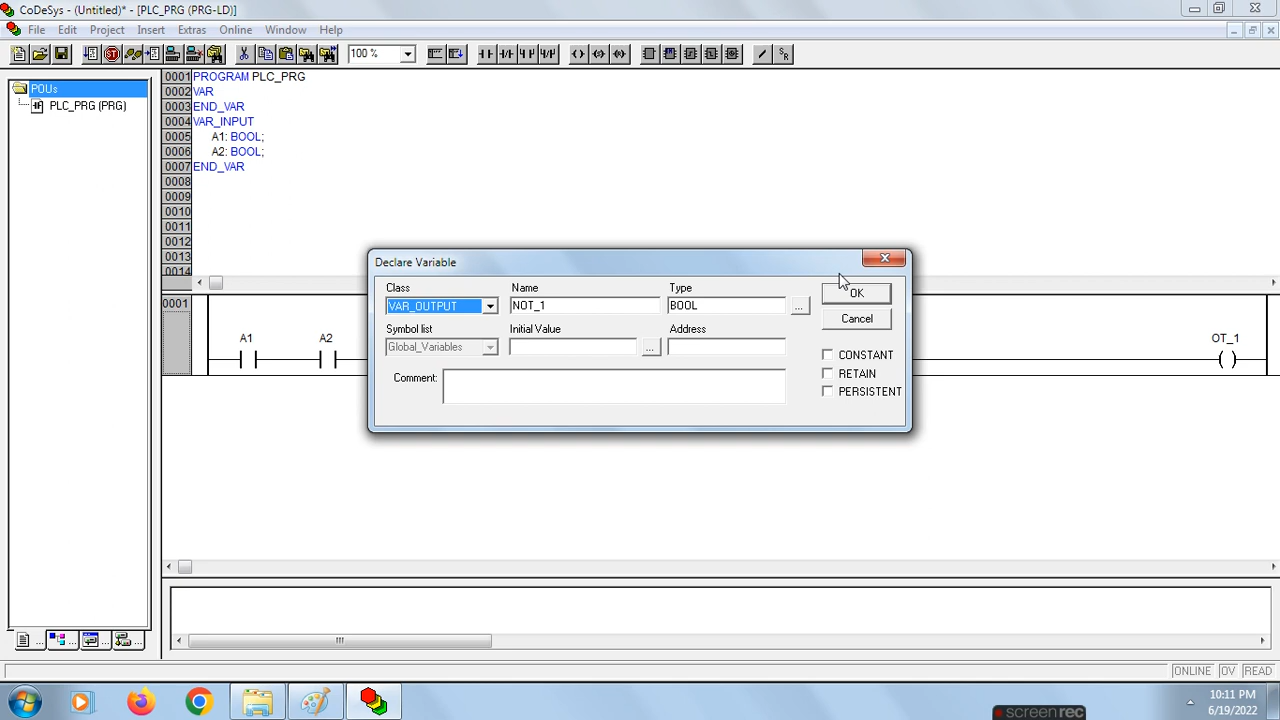 CoDeSys - (Untitled)* - [PLC_PRG (PRG-LD)]
File Edit Project Insert Extras Online Window Help
100 %
POUs
PLC_PRG (PRG)
0001 PROGRAM PLC_PRG
0002 VAR
0003 END_VAR
0004 VAR_INPUT
0005 A1: BOOL;
0006 A2: BOOL;
0007 END_VAR
0008
0009
0010
0011
0012
0013
0014
Declare Variable
Class Name Type
VAR_OUTPUT NOT_1 BOOL ... OK
Symbol list Initial Value Address Cancel
Global_Variables ...
Comment: CONSTANT
RETAIN
PERSISTENT
0001
A1 A2 OT_1
ONLINE OV READ
10:11 PM
6/19/2022
screenrec